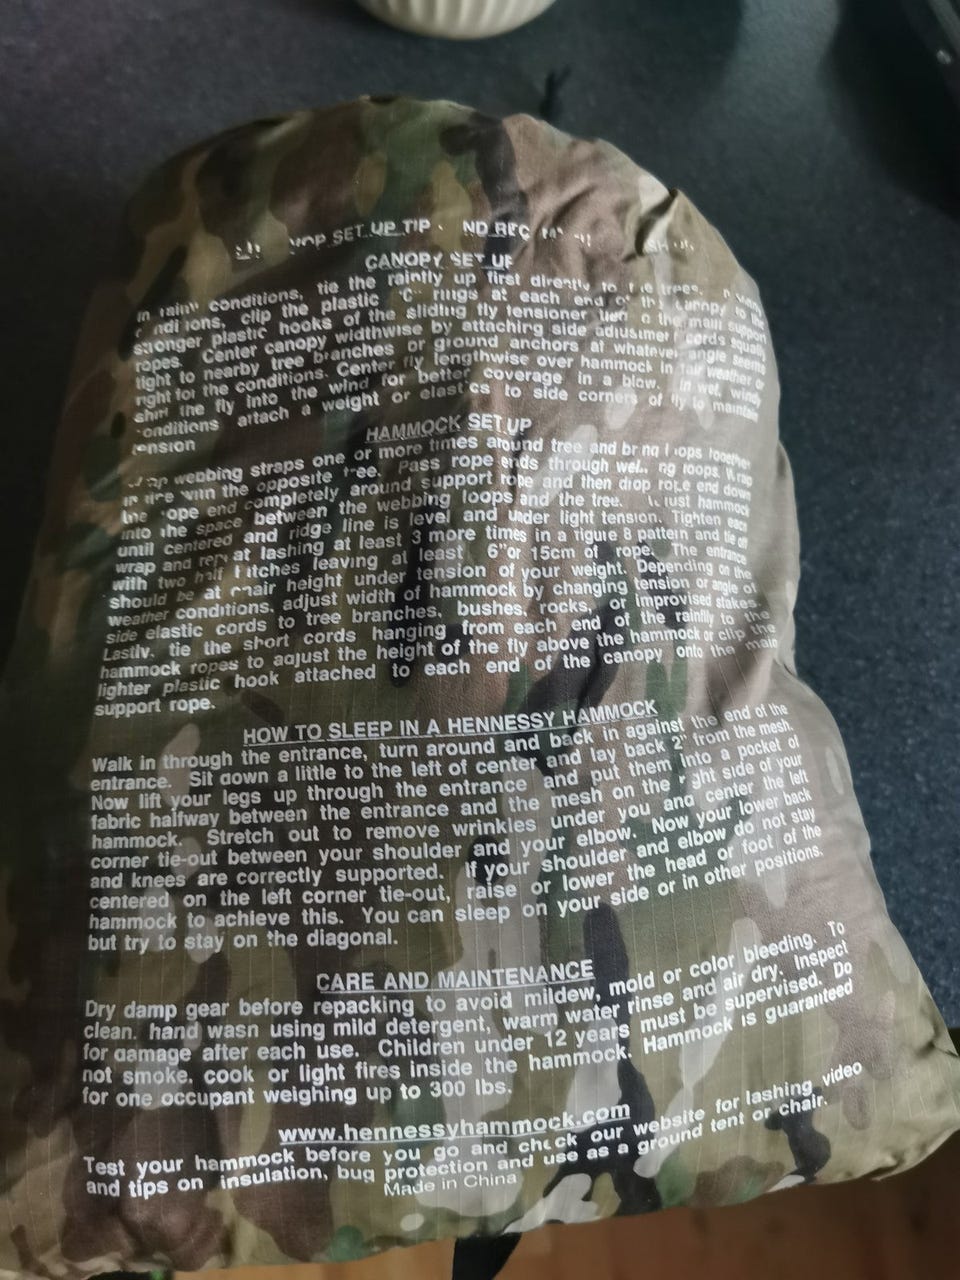 SET UP TIP
CANOPY SET UP
In rainy conditions, tie the rainfly up first directly to the trees.
conditions, clip the plastic "C" rings at each end of the canopy to the
stronger plastic hooks of the sliding fly tensioner the main support
ropes. Center canopy widthwise by attaching side cords equally
tight to nearby tree branches or ground anchors at whatever angle seems
right for the conditions. Center fly lengthwise over hammock in weather or
shift the fly into the wind for better coverage in a blow. In wet, windy
conditions attach a weight or elastics to side corners of fly to maintain
tension
HAMMOCK SET UP
webbing straps one or more times around tree and bring loops together
with the opposite tree. Pass rope ends through loops. Wrap
the rope end completely around support rope and then drop rope end down
into the space between the webbing loops and the tree. hammock
until centered and ridge line is level and under light tension. Tighten each
wrap and lashing at least 3 more times in a figure 8 pattern and tie off
with two half hitches leaving at least 6" or 15cm of rope. The entrance
should be at chair height under tension of your weight. Depending on the
weather conditions, adjust width of hammock by changing tension or angle of
side elastic cords to tree branches, bushes, rocks, or improvised stakes.
Lastly, tie the short cords hanging from each end of the rainfly to the
hammock ropes to adjust the height of the fly above the hammock or clip the
lighter plastic hook attached to each end of the canopy onto the main
support rope.
HOW TO SLEEP IN A HENNESSY HAMMOCK
Walk in through the entrance, turn around and back in against the end of the
entrance. Sit down a little to the left of center and lay back 2" from the mesh.
Now lift your legs up through the entrance and put them into a pocket of
fabric halfway between the entrance and the mesh on the right side of your
hammock. Stretch out to remove wrinkles under you and center the left
corner tie-out between your shoulder and your elbow. Now your lower back
and knees are correctly supported. If your shoulder and elbow do not stay
centered on the left corner tie-out, raise or lower the head or foot of the
hammock to achieve this. You can sleep on your side or in other positions.
but try to stay on the diagonal.
CARE AND MAINTENANCE
Dry damp gear before repacking to avoid mildew, mold or color bleeding. To
clean, hand wash using mild detergent, warm water rinse and air dry. Inspect
for damage after each use. Children under 12 years must be supervised. Do
not smoke, cook or light fires inside the hammock. Hammock is guaranteed
for one occupant weighing up to 300 lbs.
www.hennessyhammock.com
Test your hammock before you go and check our website for lashing video
and tips on insulation, bug protection and use as a ground tent or chair.
Made in China